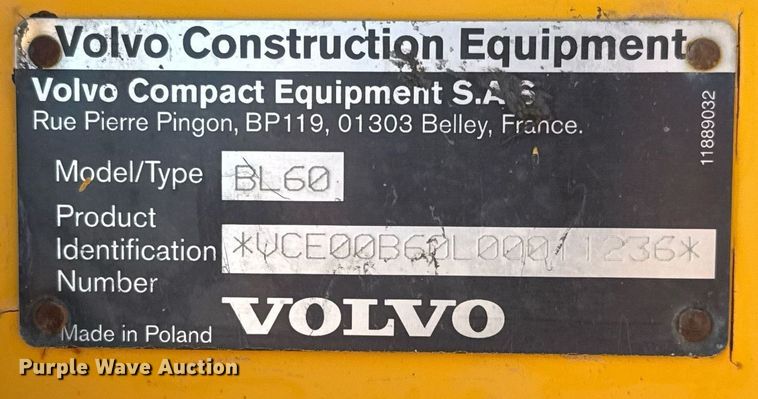 Volvo Construction Equipment
Volvo Compact Equipment S.A.S
Rue Pierre Pingon, BP119, 01303 Belley, France.
11889032
Model/Type BL60
Product
Identification *VCE00B60L00011236*
Number
VOLVO
Made in Poland
Purple Wave Auction